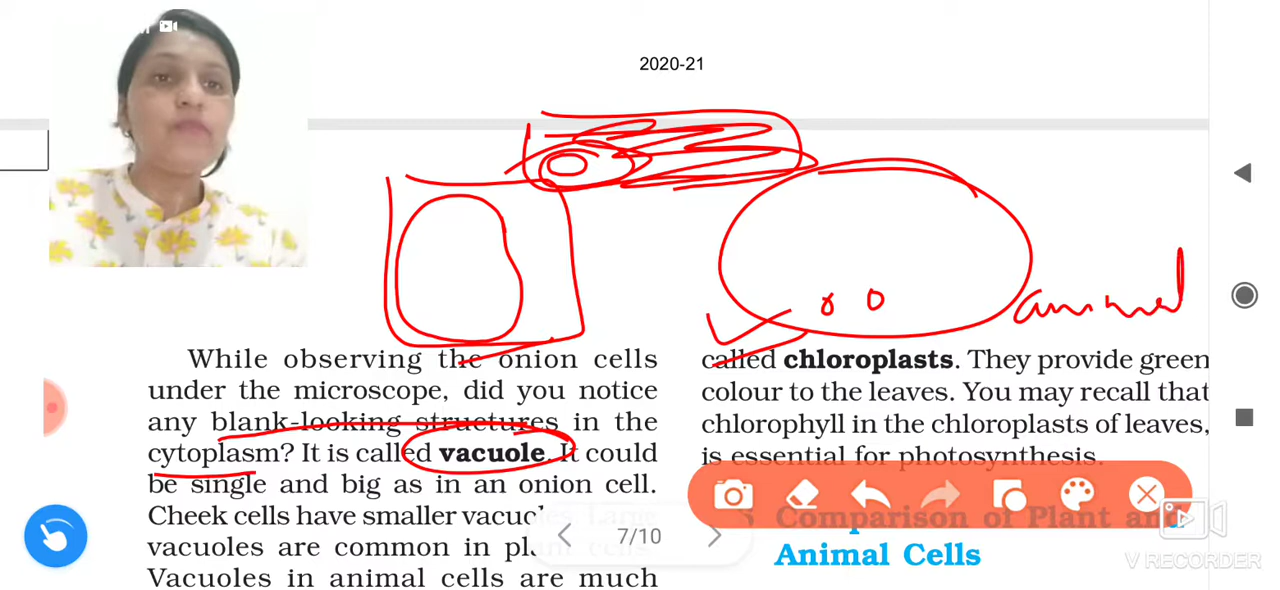 2020-21
animal
While observing the onion cells
under the microscope, did you notice
any blank-looking structures in the
cytoplasm? It is called vacuole. It could
be single and big as in an onion cell.
Cheek cells have smaller
vacuoles are common in
Vacuoles in animal cells are much
called chloroplasts. They provide green
colour to the leaves. You may recall that
chlorophyll in the chloroplasts of leaves,
is essential for photosynthesis.
Comparison of Plant and
Animal Cells
7/10
V RECORDER